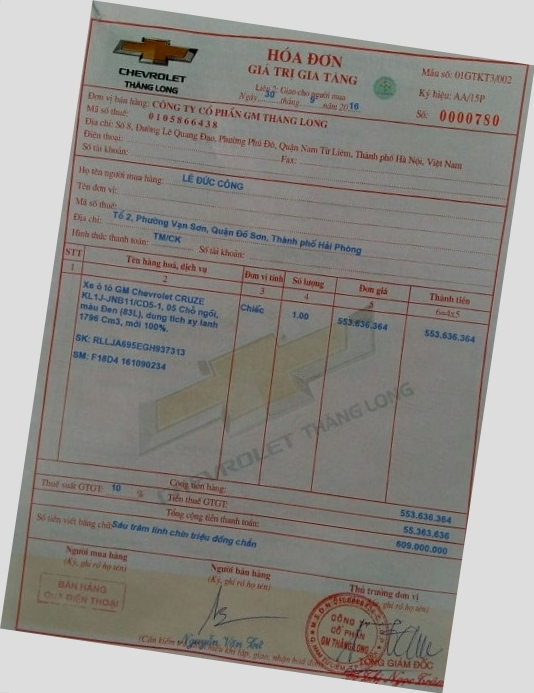 CHEVROLET
THĂNG LONG
HÓA ĐƠN
GIÁ TRỊ GIA TĂNG
Liên 2: Giao cho người mua
Ngày 30 tháng 9 năm 2016
Mẫu số: 01GTKT3/002
Ký hiệu: AA/15P
Số: 0000780
Đơn vị bán hàng: CÔNG TY CỔ PHẦN GM THĂNG LONG
Mã số thuế: 0105866438
Địa chỉ: Số 8, Đường Lê Quang Đạo, Phường Phú Đô, Quận Nam Từ Liêm, Thành phố Hà Nội, Việt Nam
Điện thoại: Fax:
Số tài khoản:
Họ tên người mua hàng: LÊ ĐỨC CÔNG
Tên đơn vị:
Mã số thuế:
Địa chỉ: Tổ 2, Phường Vạn Sơn, Quận Đồ Sơn, Thành phố Hải Phòng
Hình thức thanh toán: TM/CK Số tài khoản:
STT Tên hàng hoá, dịch vụ Đơn vị tính Số lượng Đơn giá Thành tiền
1 2 3 4 5 6=4x5
Xe ô tô GM Chevrolet CRUZE Chiếc 1.00 553.636.364 553.636.364
KL1J-JNB11/CD5-1, 05 Chỗ ngồi,
màu Đen (83L), dung tích xy lanh
1796 Cm3, mới 100%.
SK: RLLJA695EGH937313
SM: F18D4 161090234
CHEVROLET THĂNG LONG
Cộng tiền hàng: 553.636.364
Thuế suất GTGT: 10 % Tiền thuế GTGT: 55.363.636
Tổng cộng tiền thanh toán: 609.000.000
Số tiền viết bằng chữ: Sáu trăm linh chín triệu đồng chẵn
Người mua hàng Người bán hàng Thủ trưởng đơn vị
(Ký, ghi rõ họ tên) (Ký, ghi rõ họ tên) ghi rõ họ tên)
BÁN HÀNG
QUA ĐIỆN THOẠI
CÔNG TY
CỔ PHẦN
GM THĂNG LONG
TỔNG GIÁM ĐỐC
Nguyễn Văn
(Cần kiểm tra, đối chiếu khi lập, giao, nhận hoá đơn)